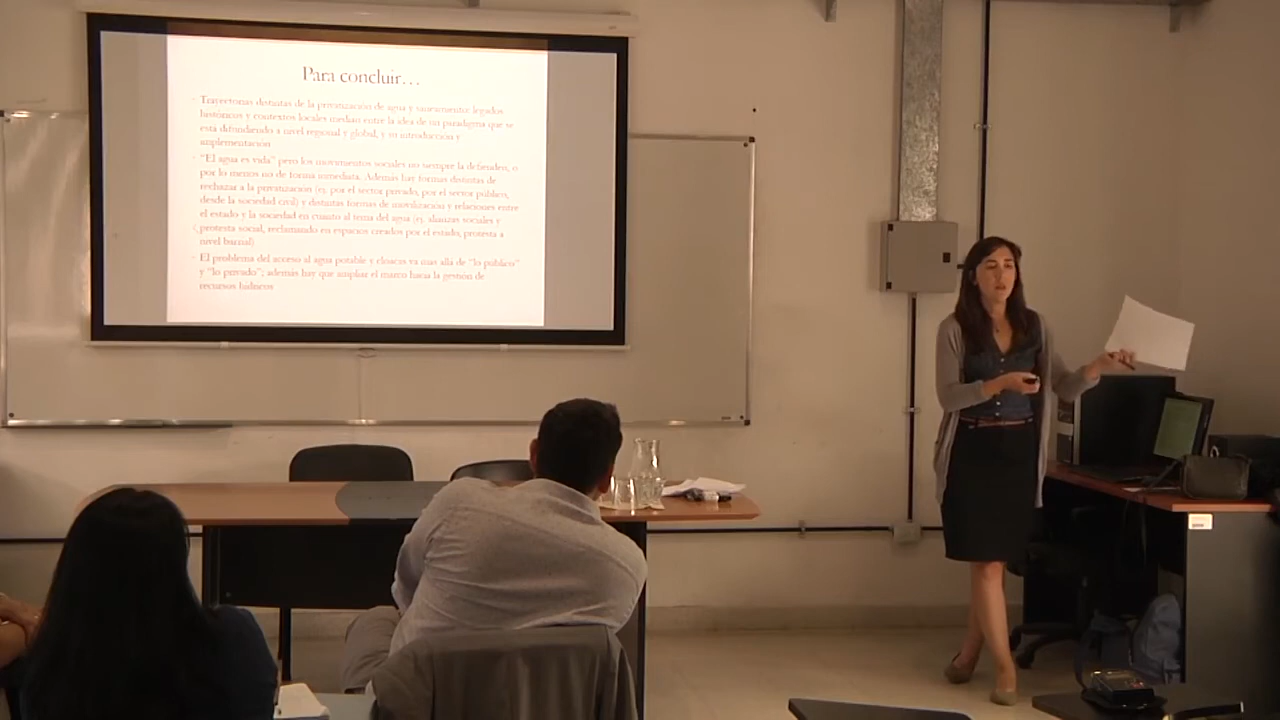 Para concluir…
· Trayectorias distintas de la privatización de agua y saneamiento: legados
históricos y contextos locales median entre la idea de un paradigma que se
está difundiendo a nivel regional y global, y su introducción y
implementación
· “El agua es vida” pero los movimientos sociales no siempre la defienden, o
por lo menos no de forma inmediata. Además hay formas distintas de
rechazar a la privatización (ej. por el sector privado, por el sector público,
desde la sociedad civil) y distintas formas de movilización y relaciones entre
el estado y la sociedad en cuanto al tema del agua (ej. alianzas sociales y
protesta social, reclamando en espacios creados por el estado, protesta a
nivel barrial)
· El problema del acceso al agua potable y cloacas va mas allá de “lo público”
y “lo privado”; además hay que ampliar el marco hacia la gestión de
recursos hídricos